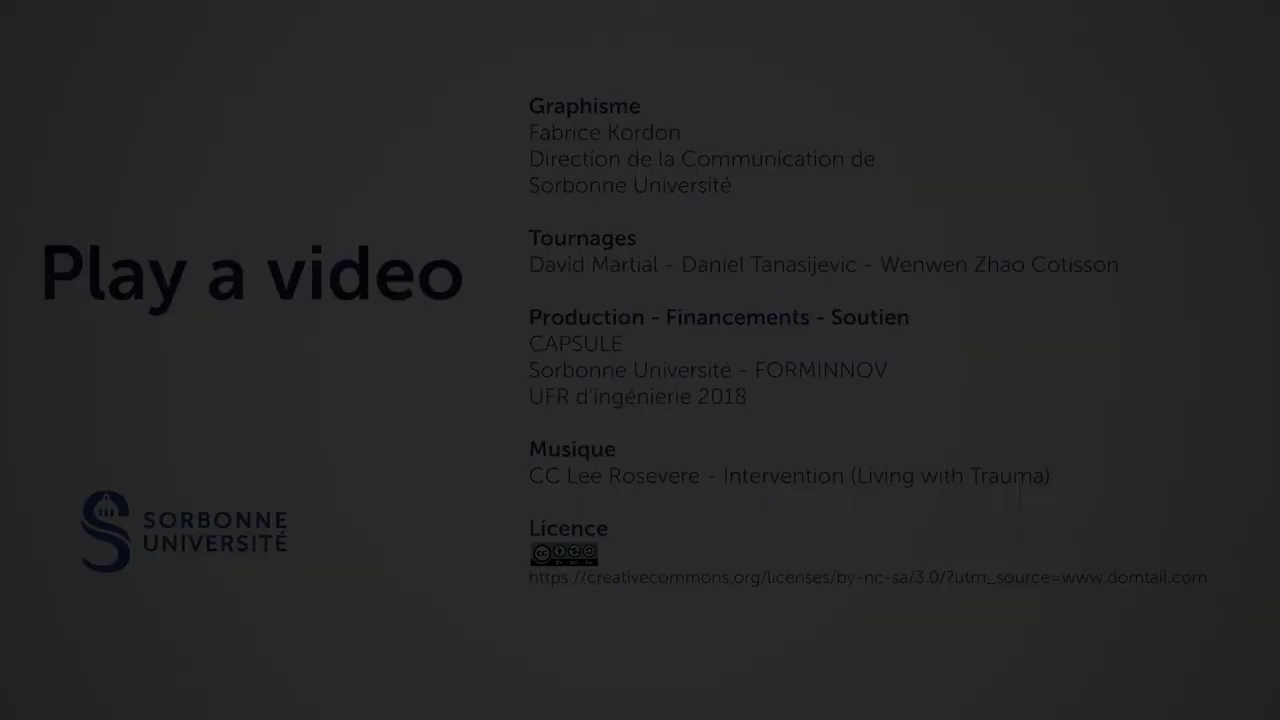 Play a video
SORBONNE
UNIVERSITÉ
Graphisme
Fabrice Kordon
Direction de la Communication de
Sorbonne Université
Tournages
David Martial - Daniel Tanasijevic - Wenwen Zhao Cotisson
Production - Financements - Soutien
CAPSULE
Sorbonne Université - FORMINNOV
UFR d'ingénierie 2018
Musique
CC Lee Rosevere - Intervention (Living with Trauma)
Licence
cc
https://creativecommons.org/licenses/by-nc-sa/3.0/?utm_source=www.domtail.com